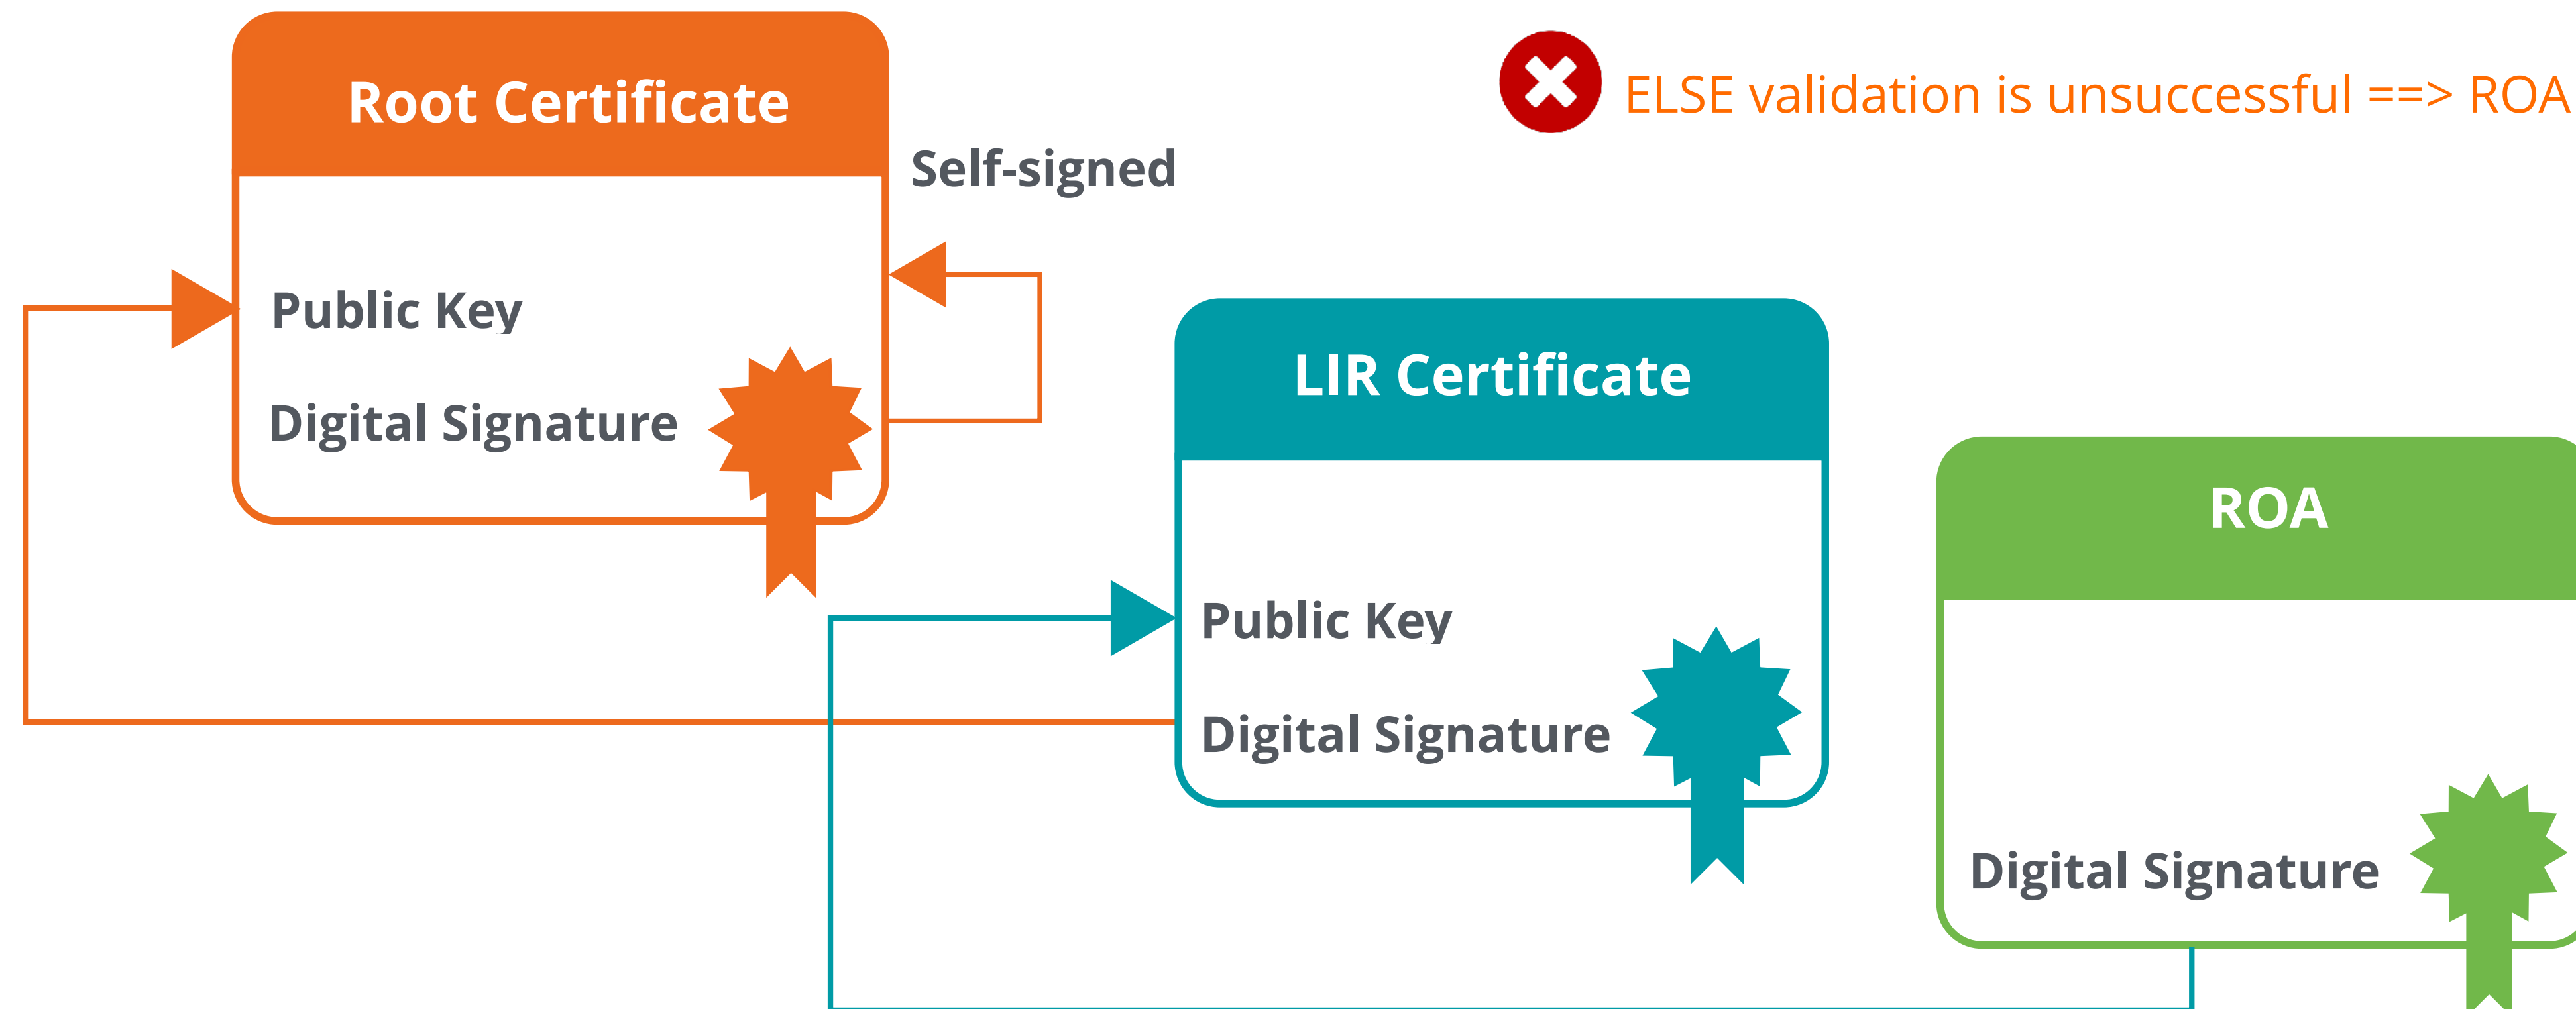 Root Certificate
ELSE validation is unsuccessful ==> ROA
Self-signed
Public Key
Digital Signature
LIR Certificate
Public Key
Digital Signature
ROA
Digital Signature